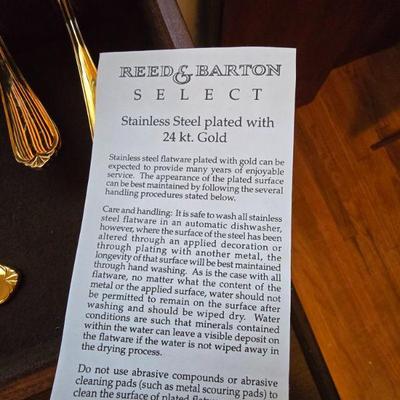 REED & BARTON
SELECT
Stainless Steel plated with
24 kt. Gold
Stainless steel flatware plated with gold can be
expected to provide many years of enjoyable
service. The appearance of the plated surface
can be best maintained by following the several
handling procedures stated below.
Care and handling: It is safe to wash all stainless
steel flatware in an automatic dishwasher,
however, where the surface of the steel has been
altered through an applied decoration or
through plating with another metal, the
longevity of that surface will be best maintained
through hand washing. As is the case with all
flatware, no matter what the content of the
metal or the applied surface, water should not
be permitted to remain on the surface after
washing and should be wiped dry. Water
conditions are such that minerals contained
within the water can leave a visible deposit on
the flatware if the water is not wiped away in
the drying process.
Do not use abrasive compounds or abrasive
cleaning pads (such as metal scouring pads) to
clean the surface of plated